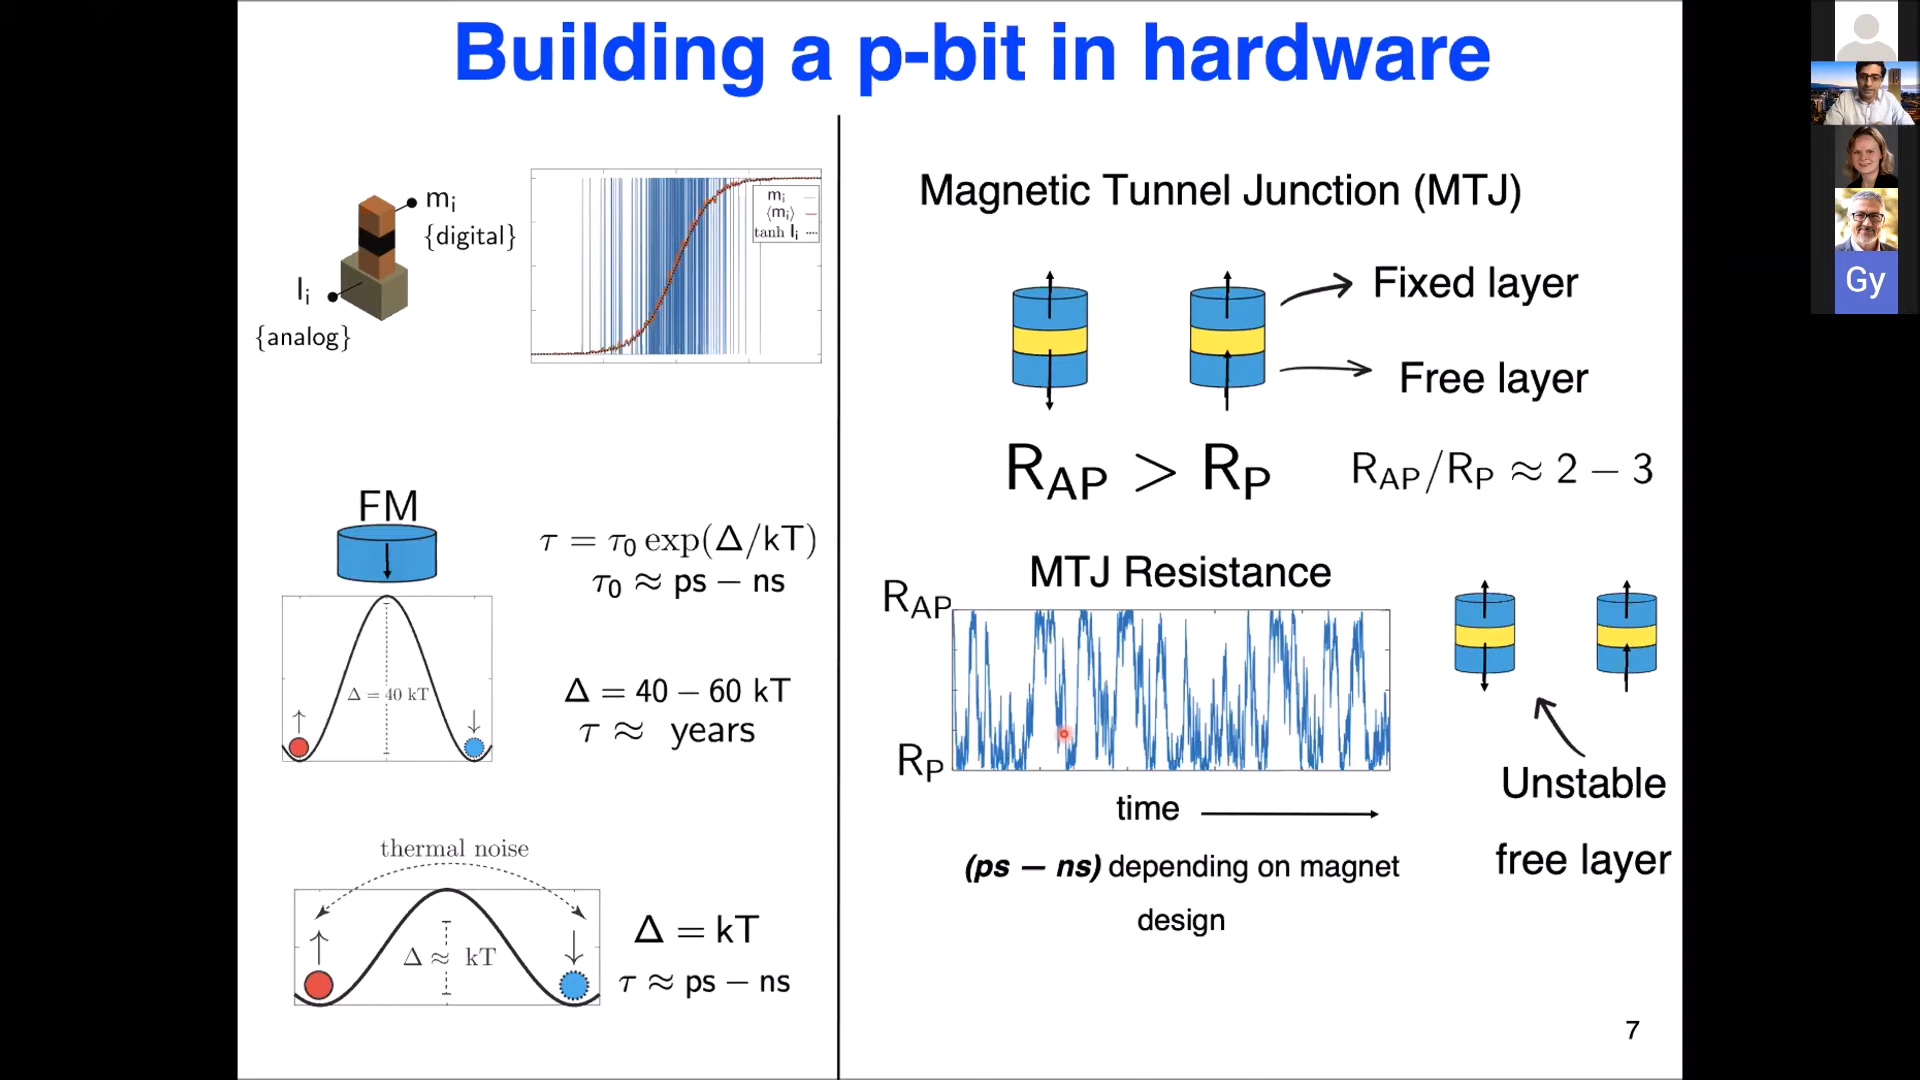 Building a p-bit in hardware
mi
{digital}
Ii
{analog}
mi
⟨mi⟩
tanh Ii
FM
Δ = 40 kT
↑
↓
τ = τ0 exp(Δ/kT)
τ0 ≈ ps − ns
Δ = 40 − 60 kT
τ ≈ years
thermal noise
Δ ≈ kT
Δ = kT
τ ≈ ps − ns
Magnetic Tunnel Junction (MTJ)
Fixed layer
Free layer
RAP > RP
RAP/RP ≈ 2 − 3
MTJ Resistance
RAP
RP
time
(ps − ns) depending on magnet
design
Unstable
free layer
7
Gy